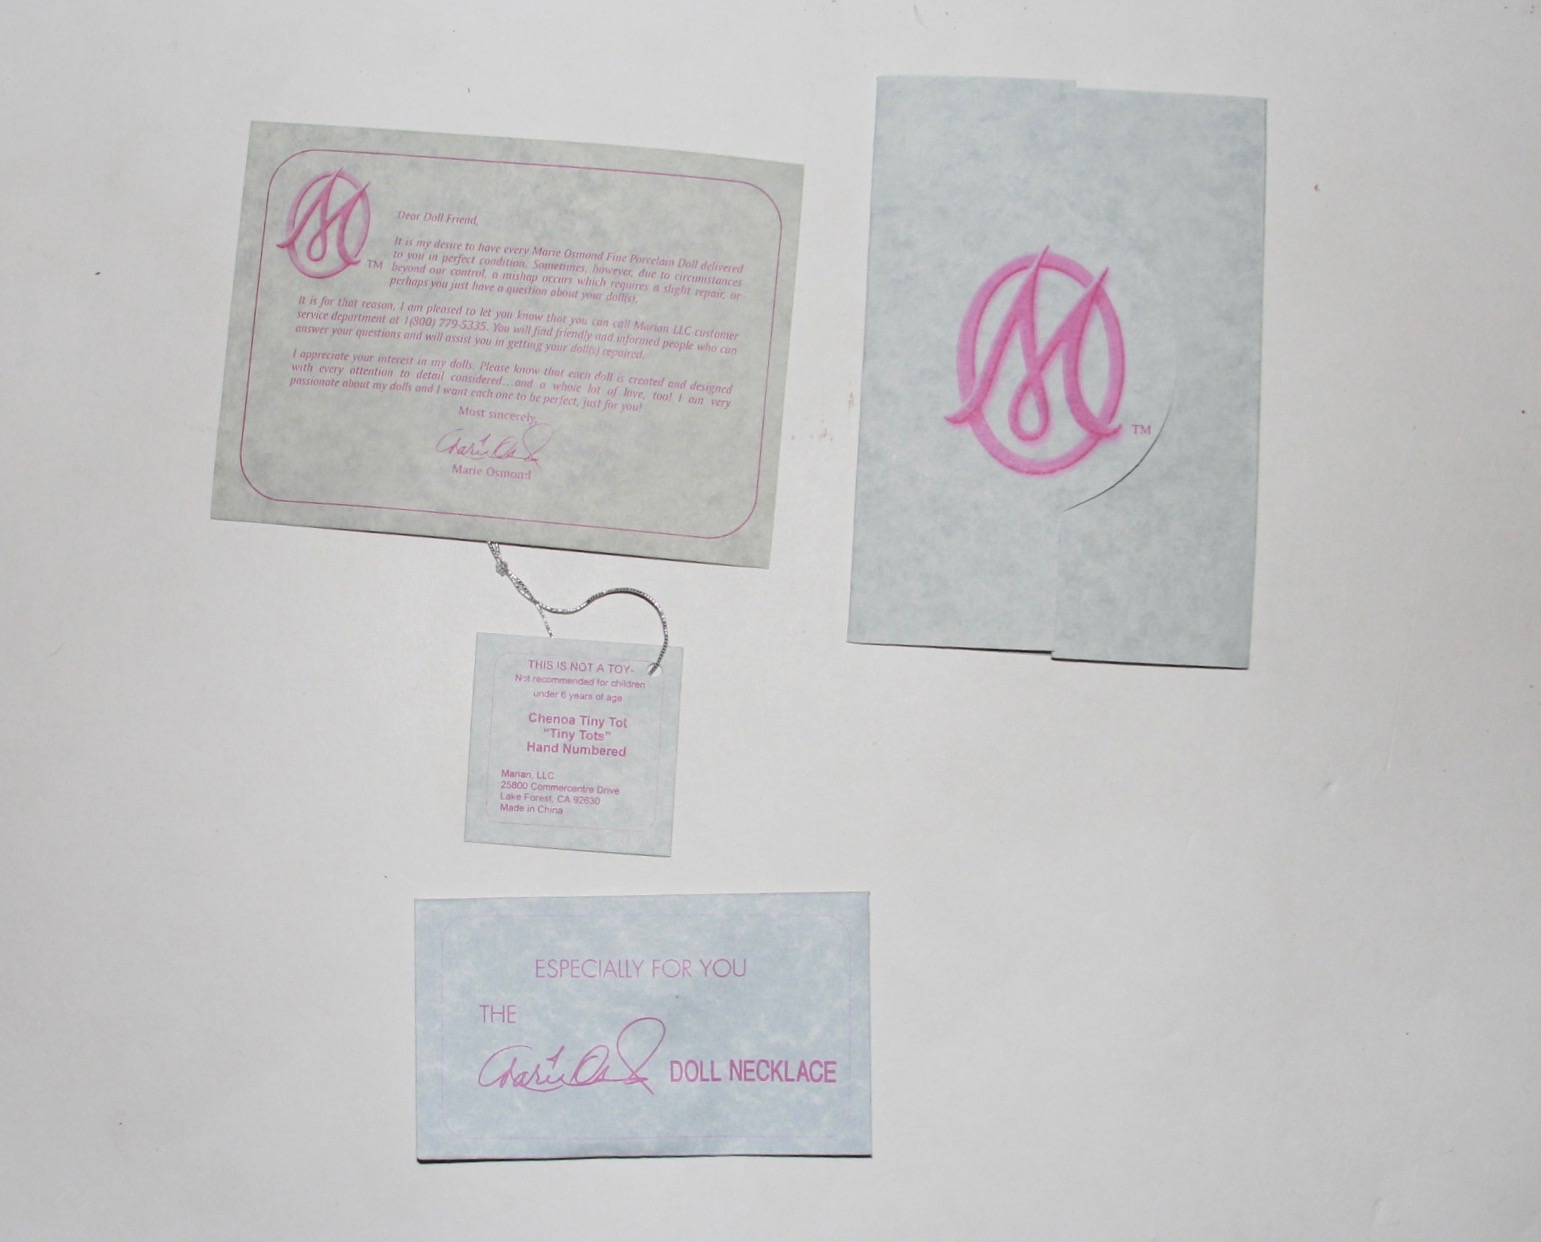 M
TM
Dear Doll Friend,
It is my desire to have every Marie Osmond Fine Porcelain Doll delivered
to you in perfect condition. Sometimes, however, due to circumstances
beyond our control, a mishap occurs which requires a slight repair, or
perhaps you just have a question about your doll(s).
It is for that reason, I am pleased to let you know that you can call Marian LLC customer
service department at 1(800) 779-5335. You will find friendly and informed people who can
answer your questions and will assist you in getting your doll(s) repaired.
I appreciate your interest in my dolls. Please know that each doll is created and designed
with every attention to detail considered...and a whole lot of love, too! I am very
passionate about my dolls and I want each one to be perfect, just for you!
Most sincerely,
Marie Osmond
Marie Osmond
M
TM
THIS IS NOT A TOY-
Not recommended for children
under 6 years of age
Chenoa Tiny Tot
"Tiny Tots"
Hand Numbered
Marian, LLC
25800 Commercentre Drive
Lake Forest, CA 92630
Made in China
ESPECIALLY FOR YOU
THE
Marie Osmond DOLL NECKLACE